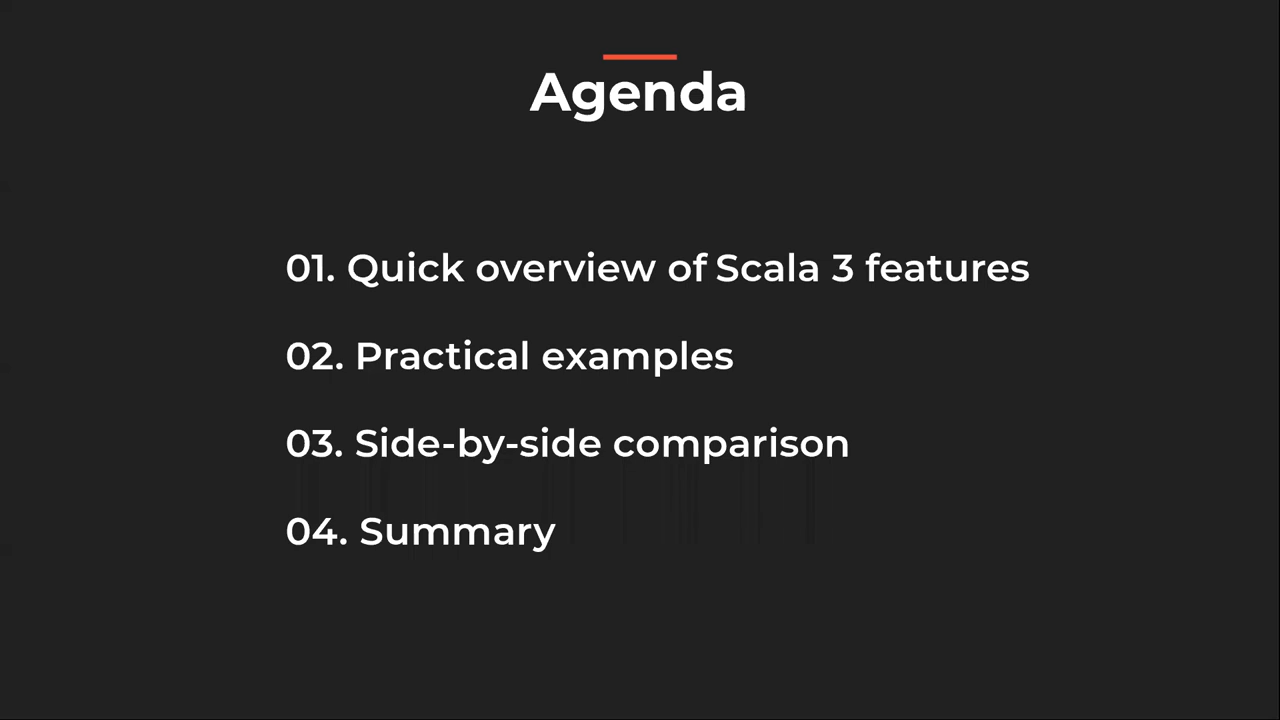 Agenda
01. Quick overview of Scala 3 features
02. Practical examples
03. Side-by-side comparison
04. Summary